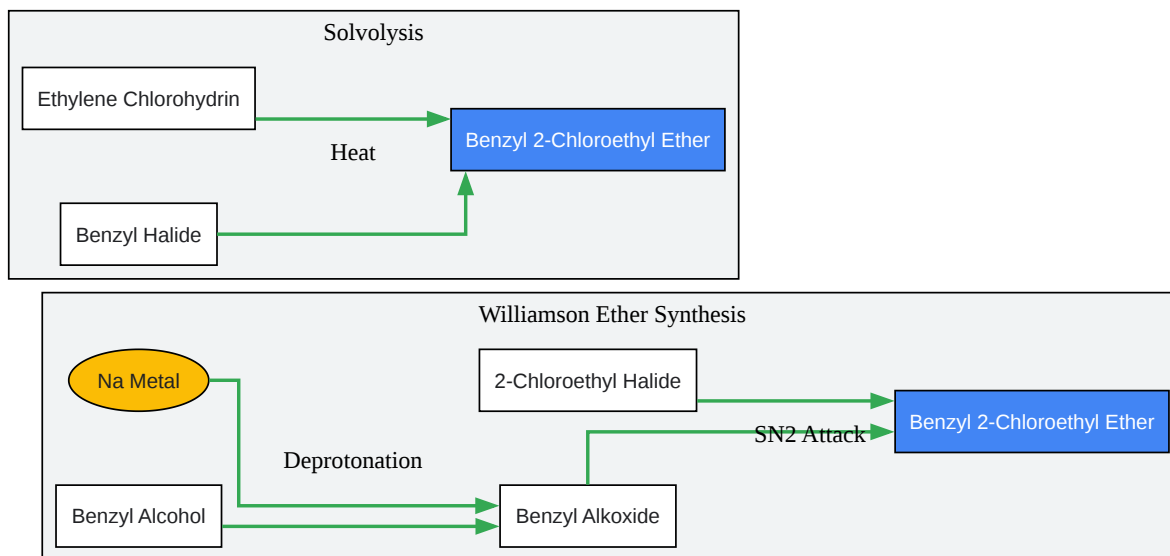 Solvolysis
Ethylene Chlorohydrin
Benzyl 2-Chloroethyl Ether
Heat
Benzyl Halide
Williamson Ether Synthesis
Na Metal
2-Chloroethyl Halide
Benzyl 2-Chloroethyl Ether
SN2 Attack
Deprotonation
Benzyl Alcohol
Benzyl Alkoxide